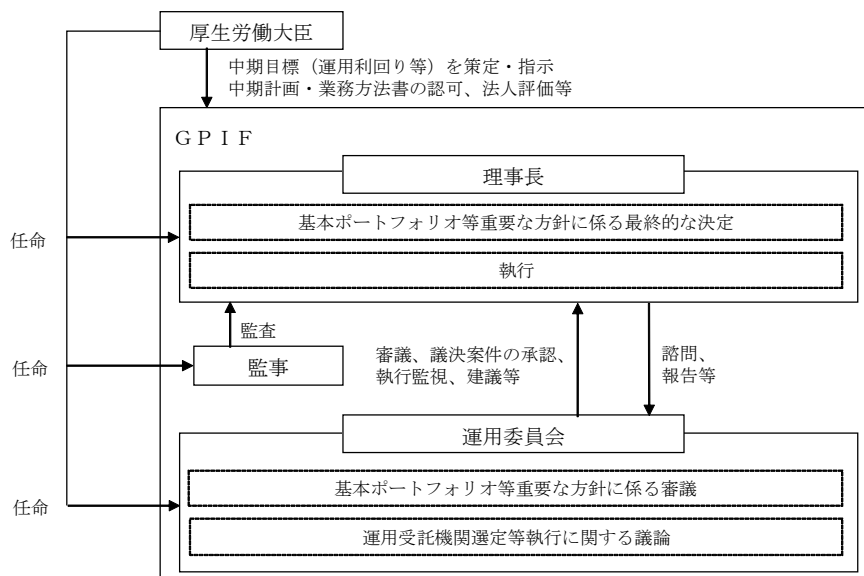 厚生労働大臣
中期目標（運用利回り等）を策定・指示
中期計画・業務方法書の認可、法人評価等
ＧＰＩＦ
理事長
基本ポートフォリオ等重要な方針に係る最終的な決定
任命
執行
監査
任命
監事
審議、議決案件の承認、
執行監視、建議等
諮問、
報告等
運用委員会
基本ポートフォリオ等重要な方針に係る審議
任命
運用受託機関選定等執行に関する議論